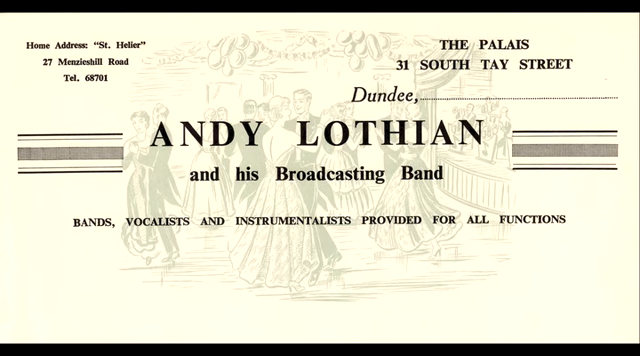 Home Address: "St. Helier"
27 Menzieshill Road
Tel. 68701
THE PALAIS
31 SOUTH TAY STREET
Dundee,
ANDY LOTHIAN
and his Broadcasting Band
BANDS, VOCALISTS AND INSTRUMENTALISTS PROVIDED FOR ALL FUNCTIONS